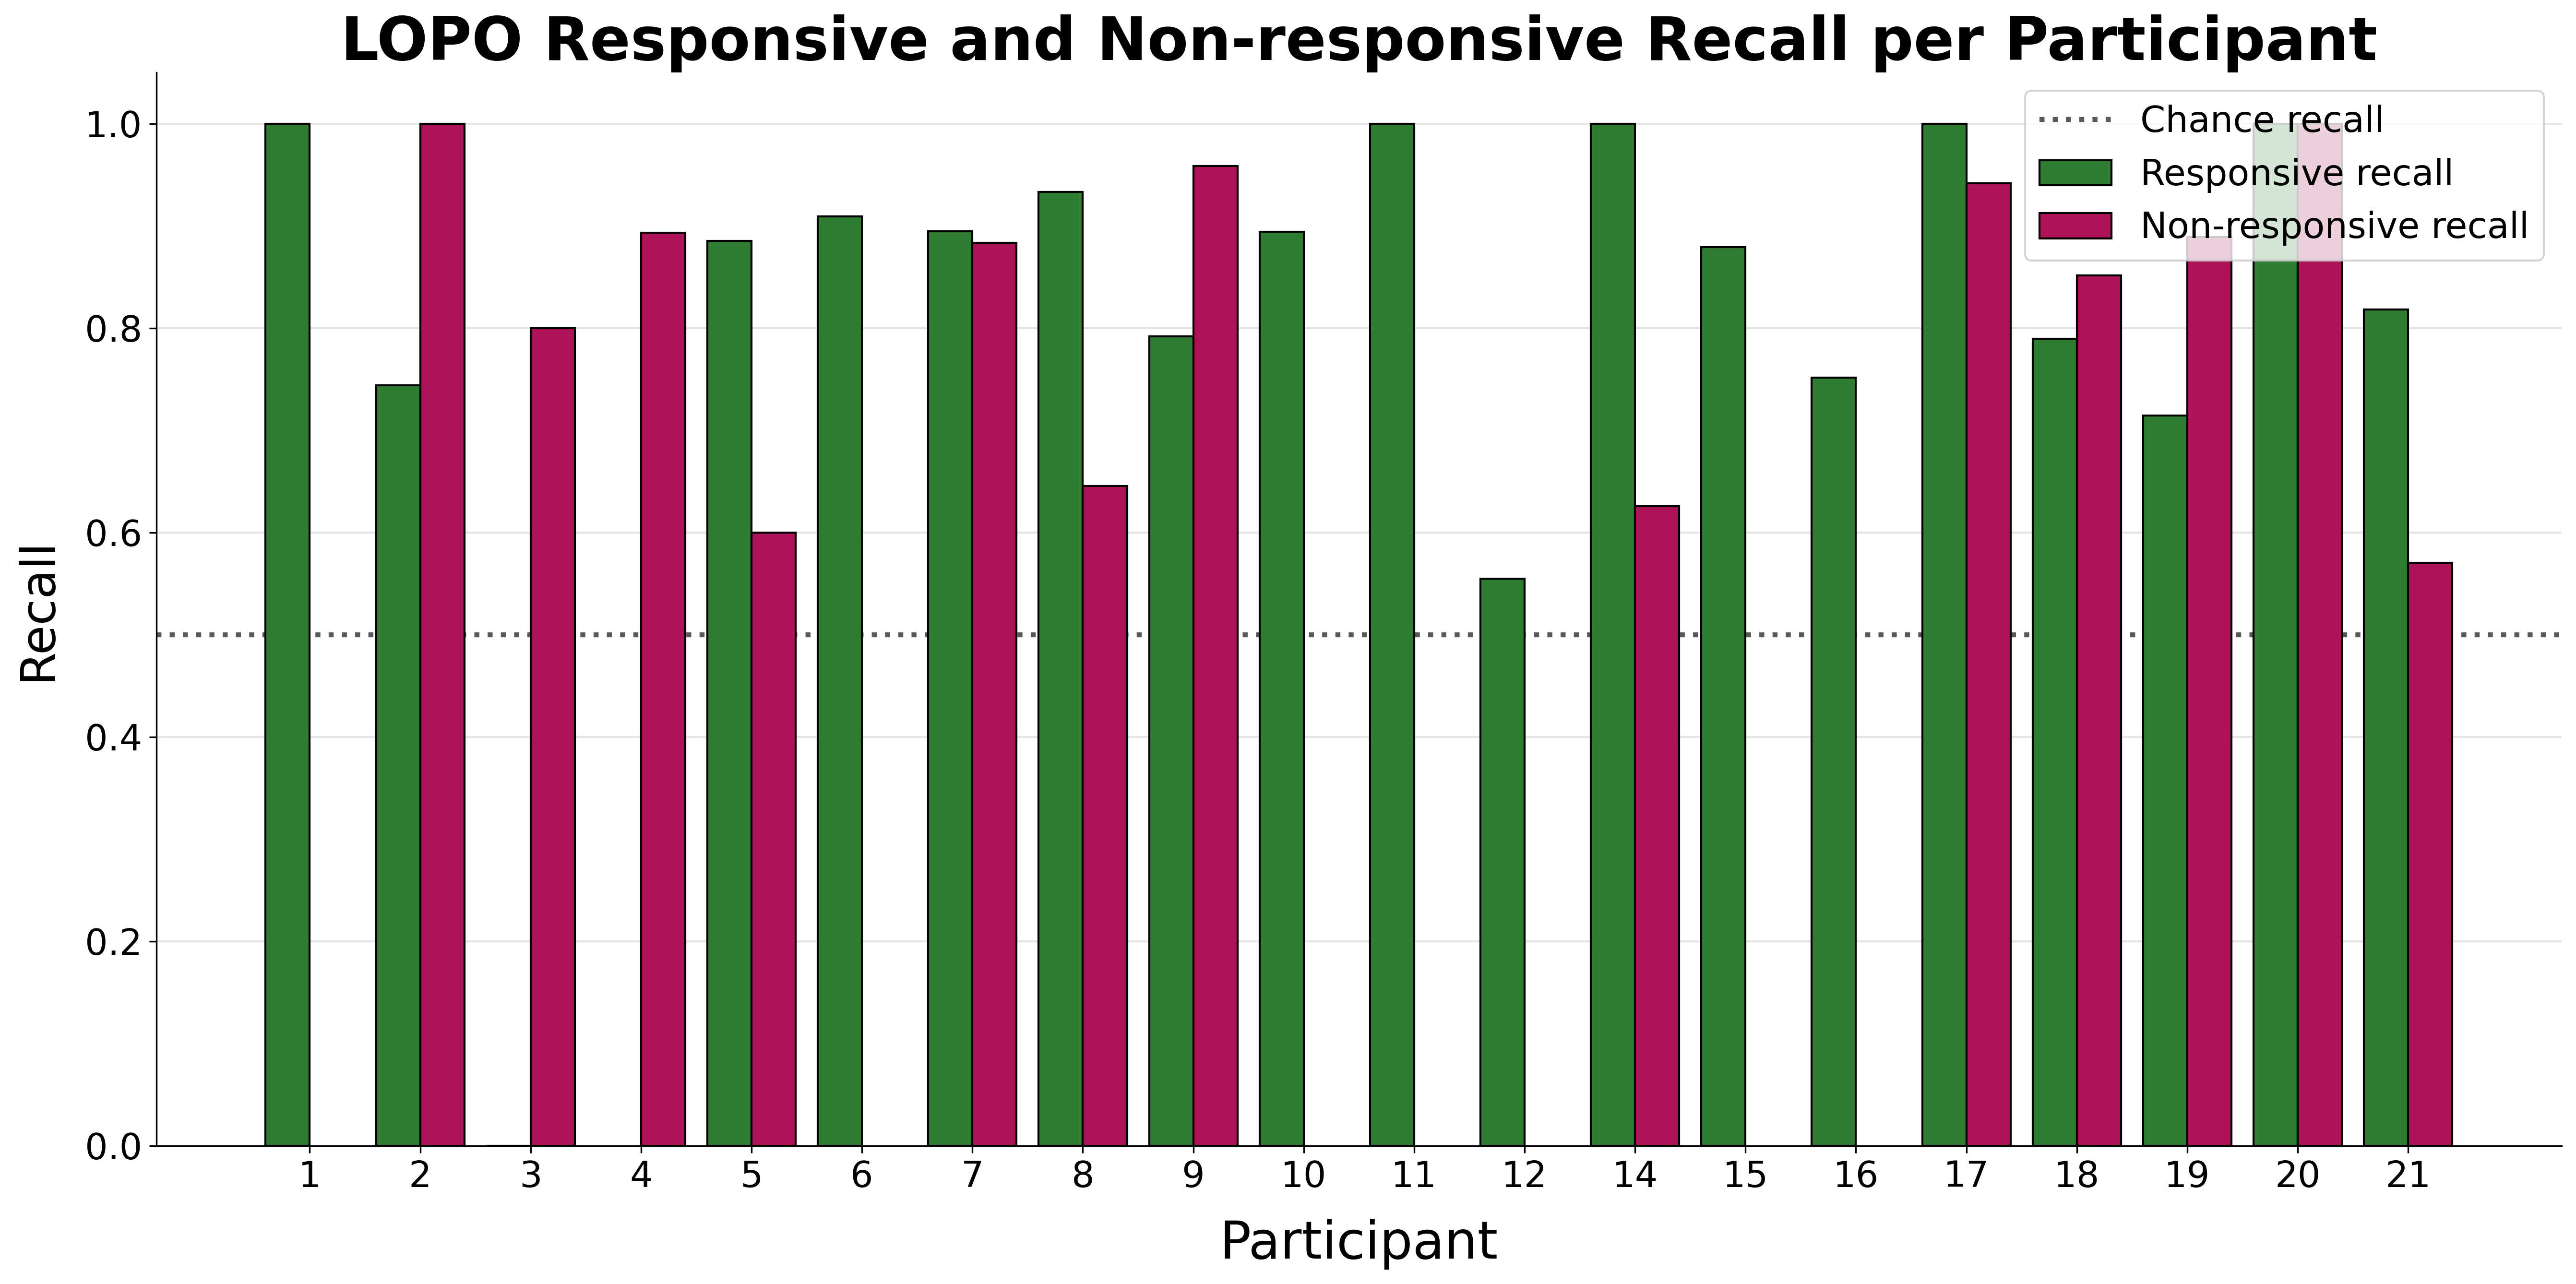 LOPO Responsive and Non-responsive Recall per Participant
Chance recall
Responsive recall
Non-responsive recall
1.0
0.8
0.6
0.4
0.2
0.0
Recall
1 2 3 4 5 6 7 8 9 10 11 12 14 15 16 17 18 19 20 21
Participant